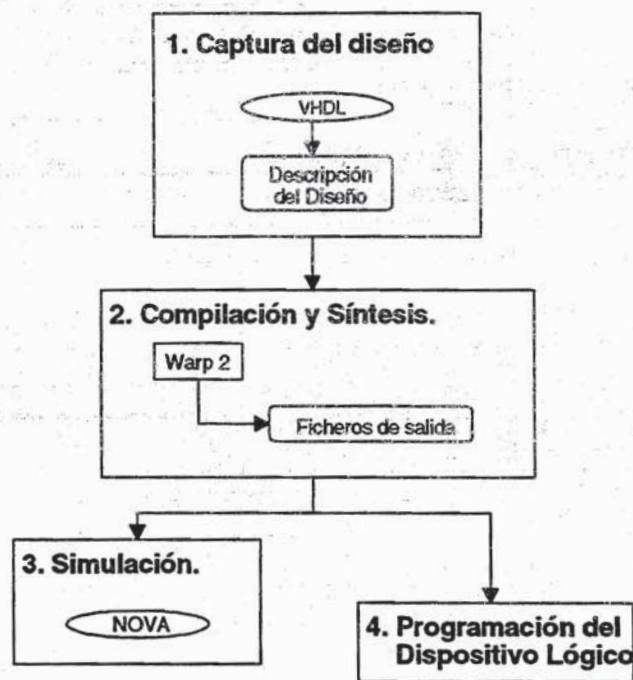 1. Captura del diseño
VHDL
Descripción
del Diseño
2. Compilación y Síntesis.
Warp 2
Ficheros de salida
3. Simulación.
NOVA
4. Programación del
Dispositivo Lógico